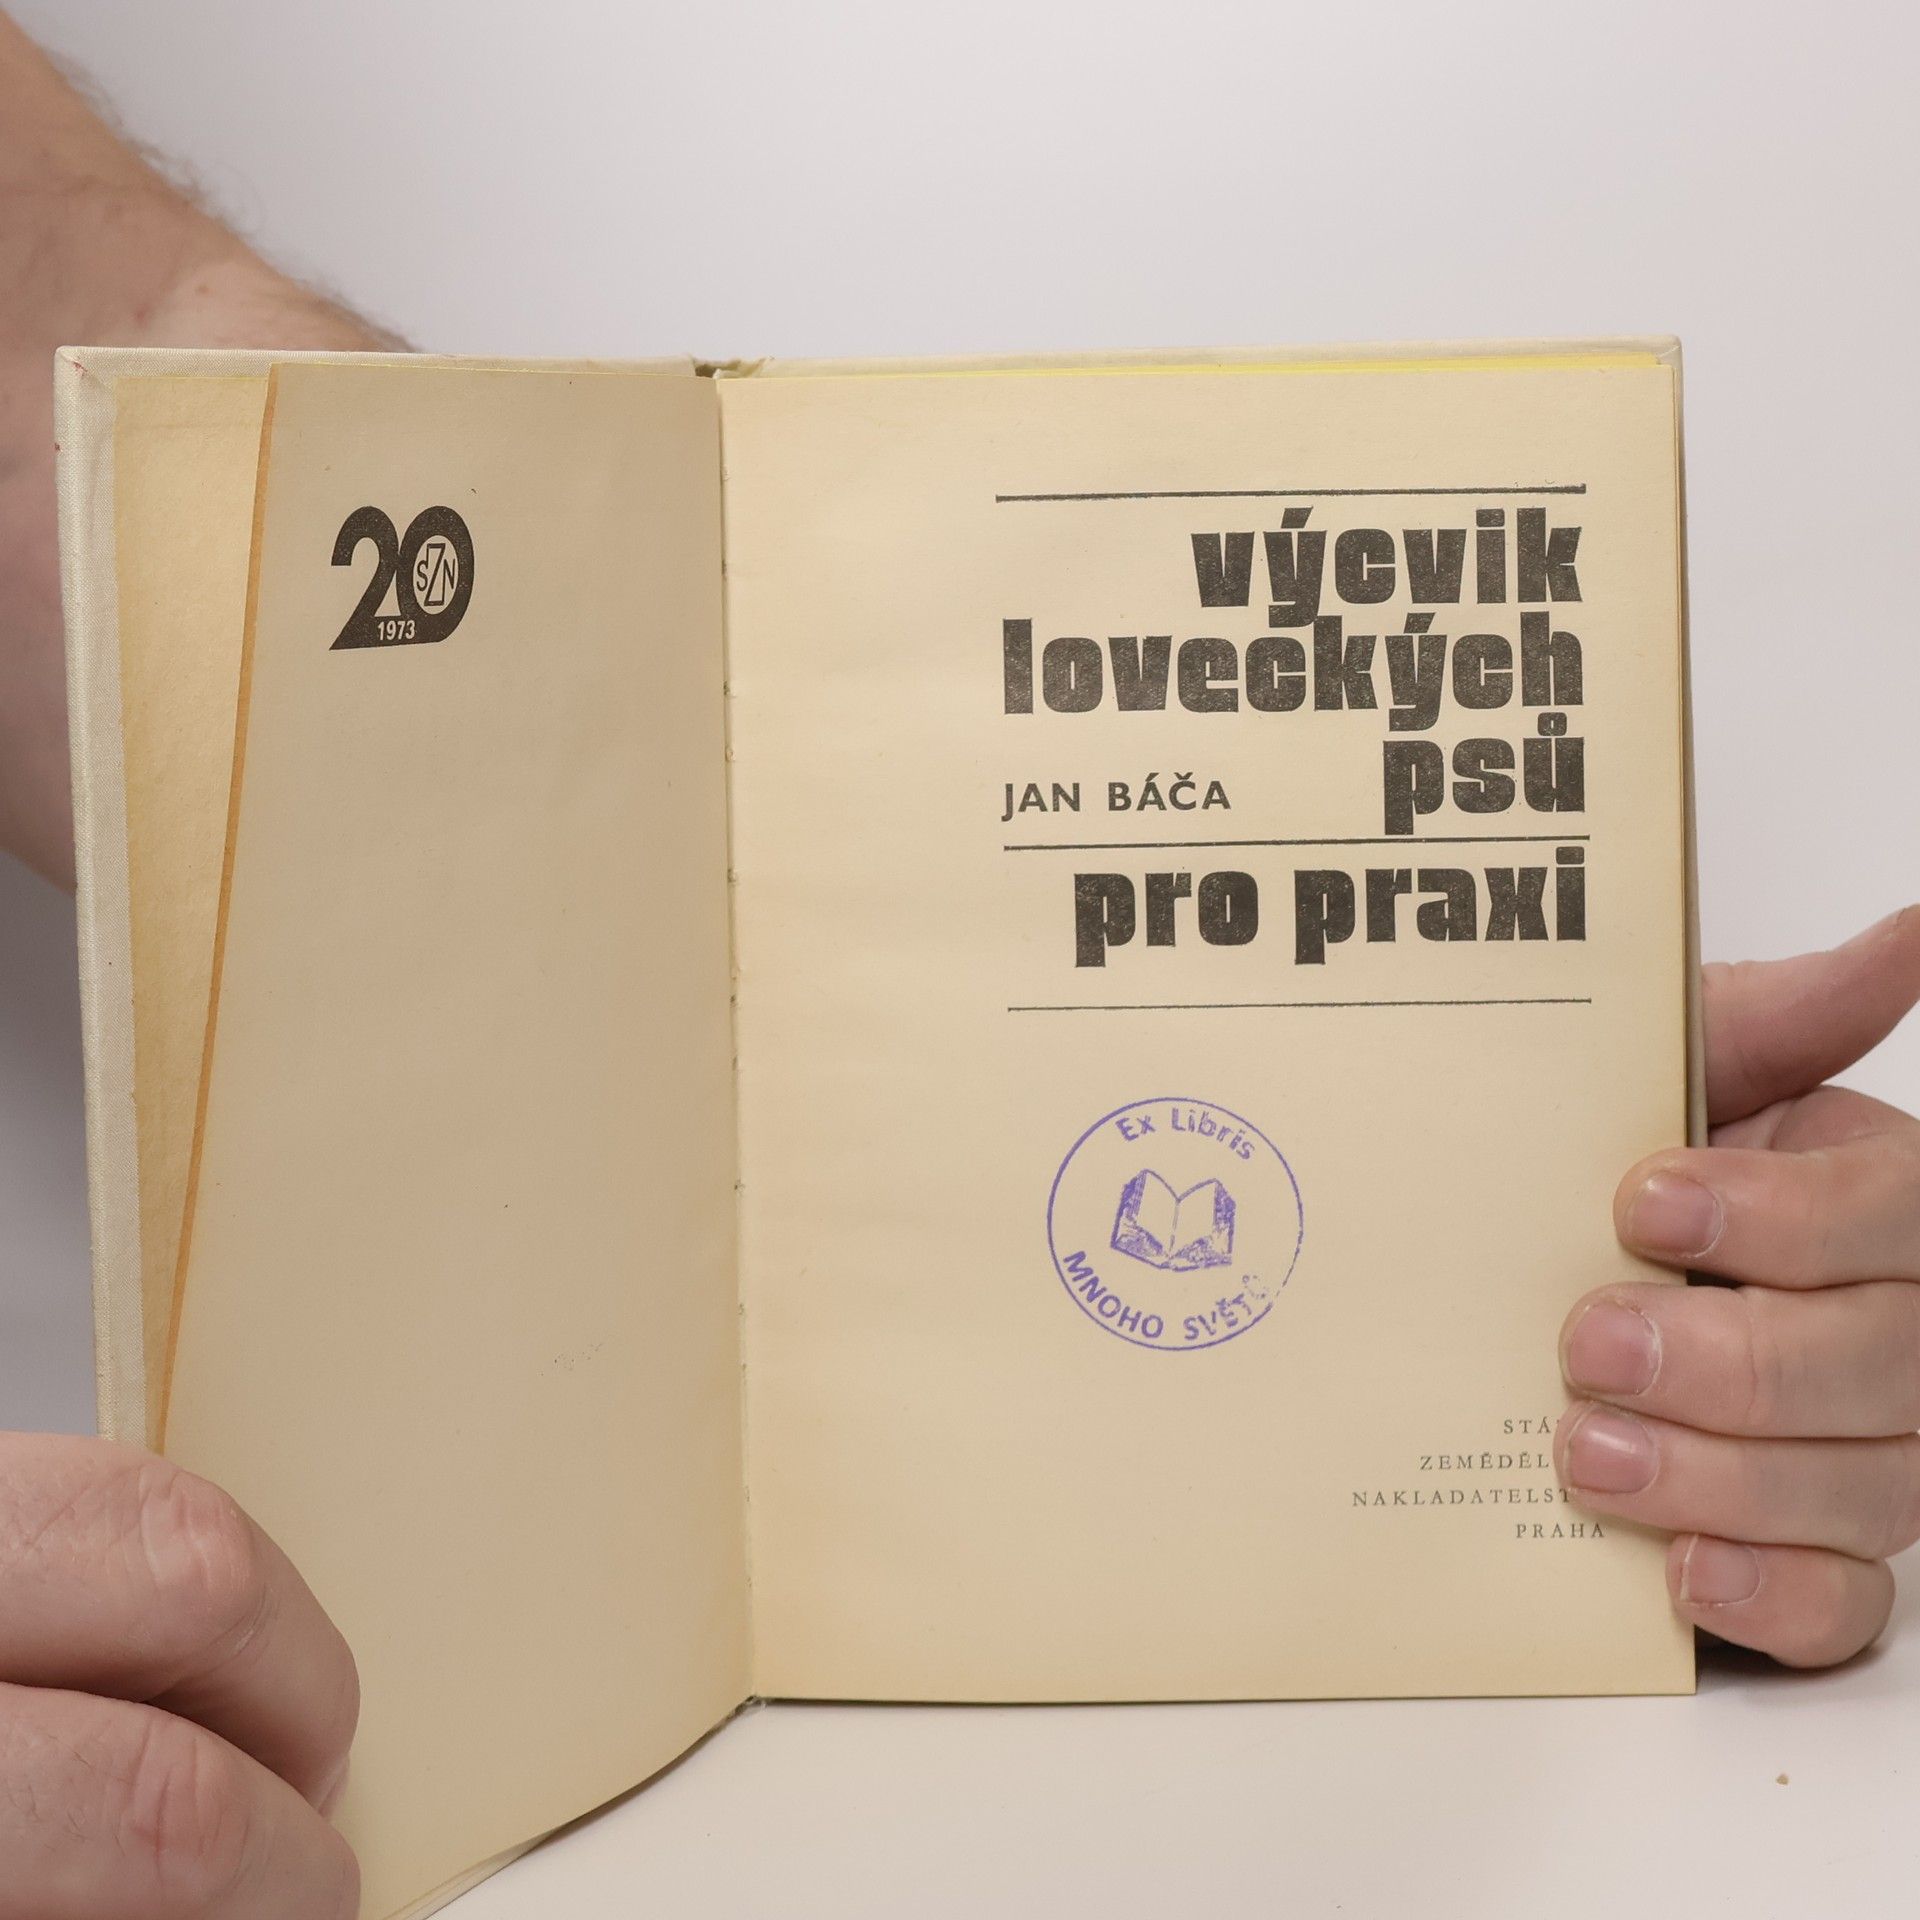 20
SZN
1973
výcvik
loveckých
psů
JAN BÁČA
pro praxi
Ex Libris
MNOHO SVĚTŮ
PRAHA